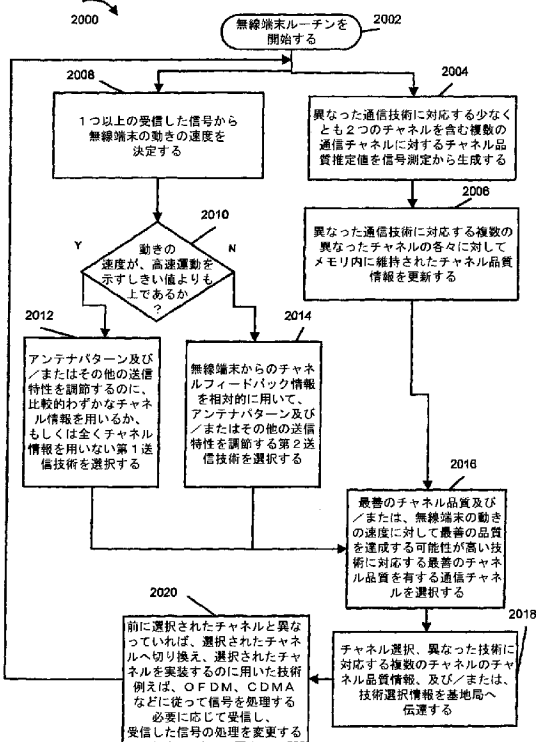 2000
無線端末ルーチンを
開始する
2002
2008
１つ以上の受信した信号から
無線端末の動きの速度を
決定する
2004
異なった通信技術に対応する少なく
とも２つのチャネルを含む複数の
通信チャネルに対するチャネル品
質推定値を信号測定から生成する
2006
異なった通信技術に対応する複数の
異なったチャネルの各々に対して
メモリ内に維持されたチャネル品質
情報を更新する
2010
Y
N
動きの
速度が、高速運動を
示すしきい値よりも
上であるか
？
2012
アンテナパターン及び
／またはその他の送信
特性を調節するのに、
比較的わずかなチャネ
ル情報を用いるか、
もしくは全くチャネル
情報を用いない第１送
信技術を選択する
2014
無線端末からのチャネ
ルフィードバック情報
を相対的に用いて、
アンテナパターン及び
／またはその他の送信
特性を調節する第２送
信技術を選択する
2016
最善のチャネル品質及び
／または、無線端末の動き
の速度に対して最善の品質
を達成する可能性が高い技
術に対応する最善のチャネ
ル品質を有する通信チャン
ネルを選択する
2018
チャネル選択、異なった技術に
対応する複数のチャネルのチャネ
ル品質情報、及び／または、
技術選択情報を基地局へ
伝達する
2020
前に選択されたチャネルと異な
っていれば、選択されたチャネ
ルへ切り換え、選択されたチャ
ネルを実装するのに用いた技術
例えば、ＯＦＤＭ、ＣＤＭＡ
などに従って信号を処理する
必要に応じて受信し、
受信した信号の処理を変更する